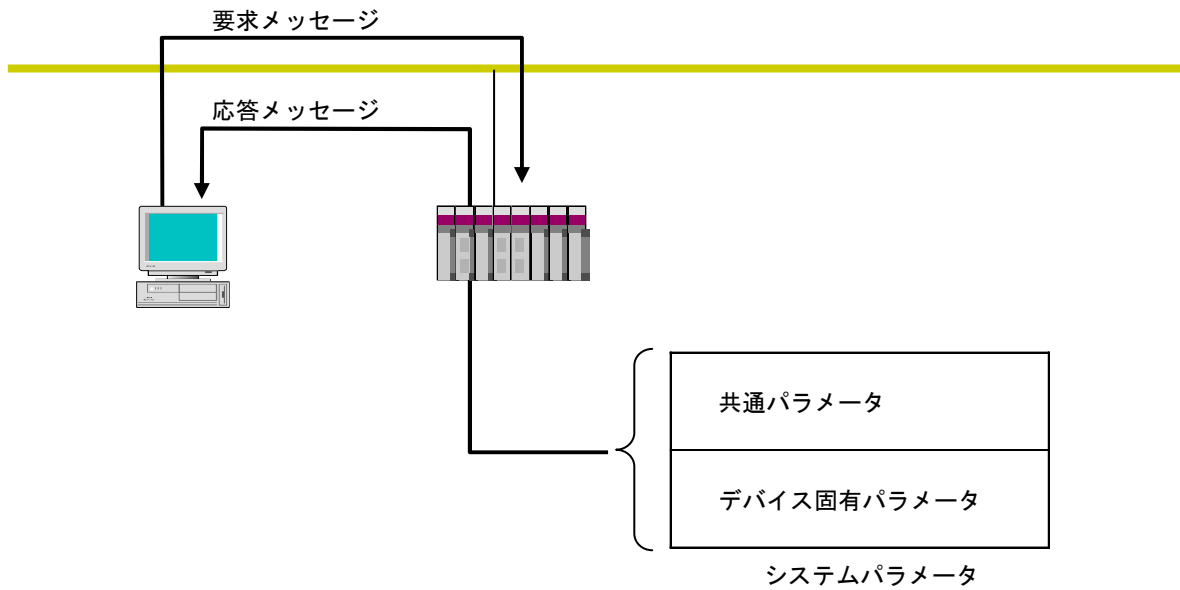 要求メッセージ
応答メッセージ
共通パラメータ
デバイス固有パラメータ
システムパラメータ